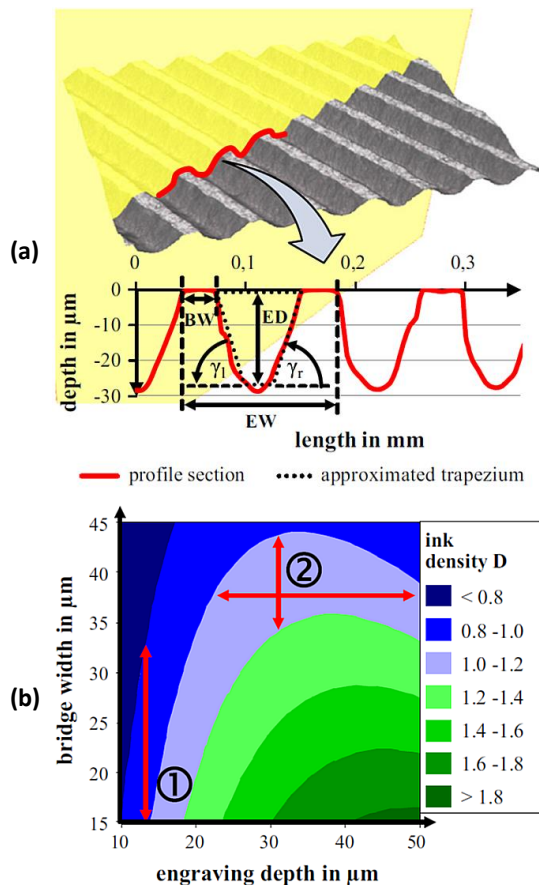 (a)
0 0,1 0,2 0,3
depth in µm
0
-10
-20
-30
BW
ED
γl
γr
EW
length in mm
profile section
approximated trapezium
(b)
bridge width in µm
45
40
35
30
25
20
15
②
①
10 20 30 40 50
engraving depth in µm
ink
density D
< 0.8
0.8 -1.0
1.0 -1.2
1.2 -1.4
1.4 -1.6
1.6 -1.8
> 1.8